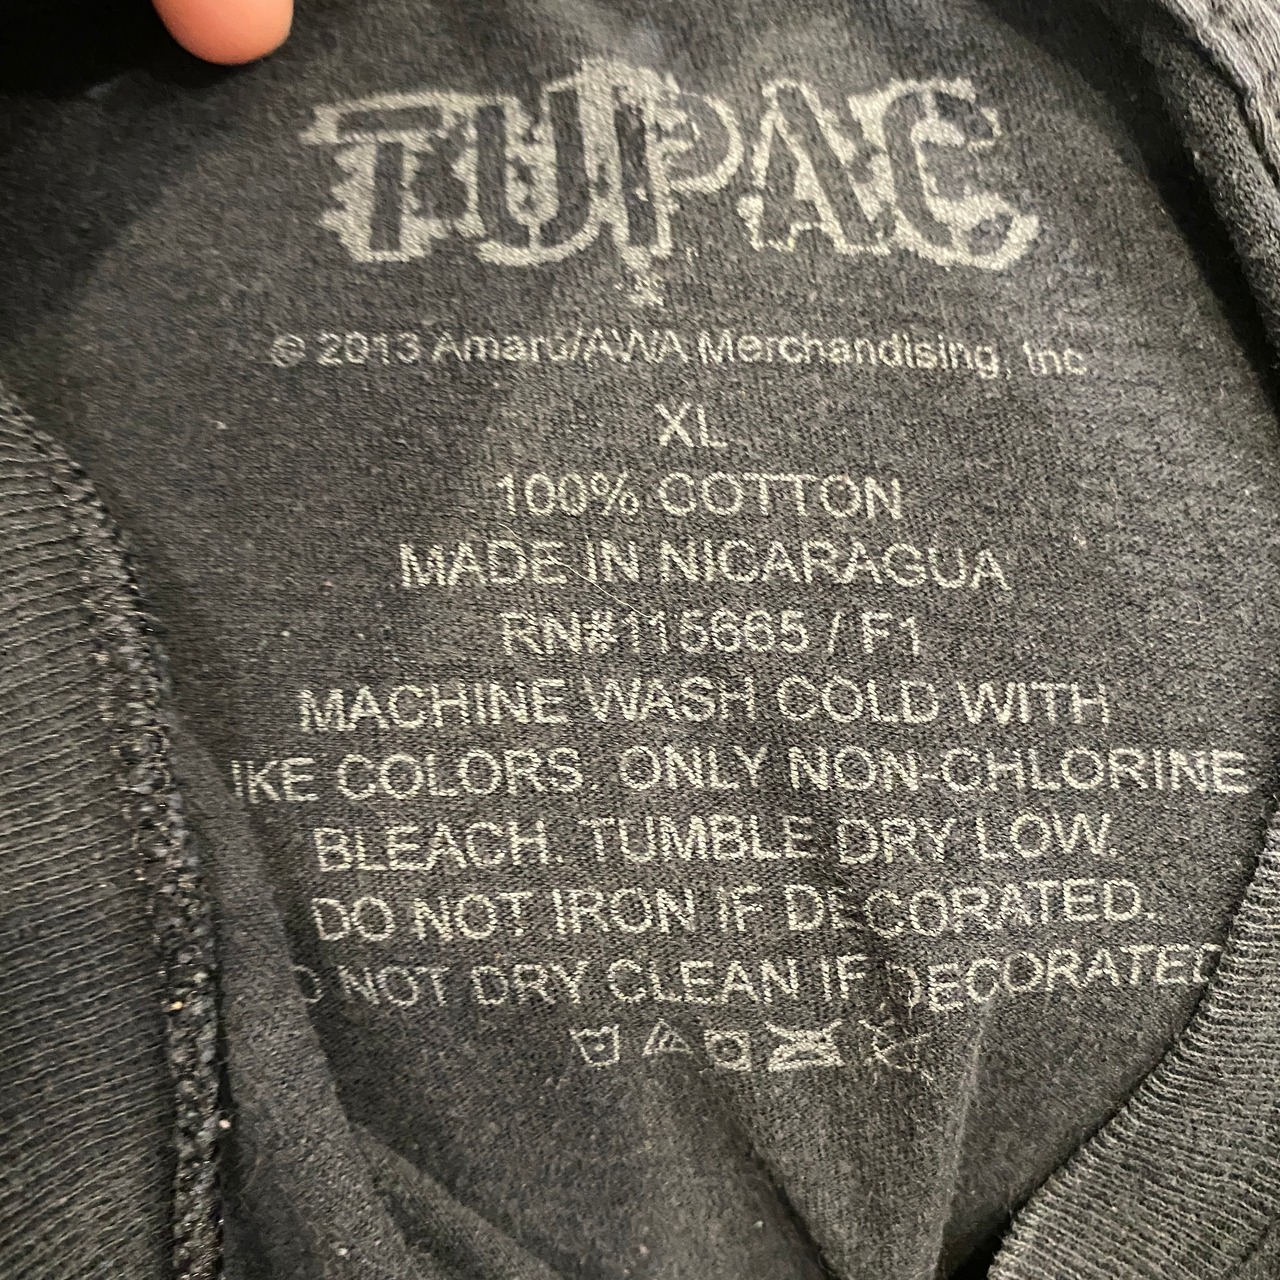 TUPAC
© 2013 Amaru/AWA Merchandising, Inc
XL
100% COTTON
MADE IN NICARAGUA
RN#115665 / F1
MACHINE WASH COLD WITH
IKE COLORS. ONLY NON-CHLORINE
BLEACH. TUMBLE DRY LOW.
DO NOT IRON IF DECORATED.
O NOT DRY CLEAN IF DECORATED